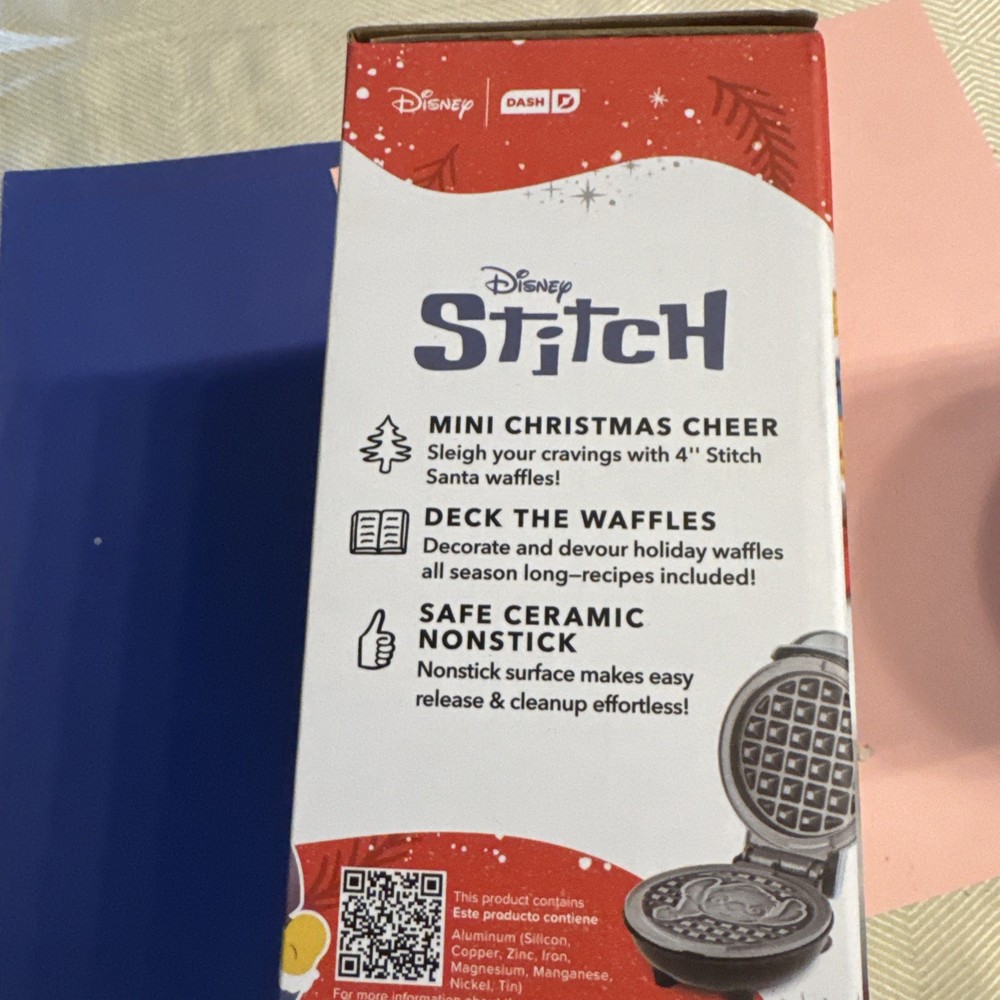 Disney DASH
Disney
Stitch
MINI CHRISTMAS CHEER
Sleigh your cravings with 4'' Stitch
Santa waffles!
DECK THE WAFFLES
Decorate and devour holiday waffles
all season long—recipes included!
SAFE CERAMIC
NONSTICK
Nonstick surface makes easy
release & cleanup effortless!
This product contains
Este producto contiene
Aluminum (Silicon,
Copper, Zinc, Iron,
Magnesium, Manganese,
Nickel, Tin)
For more information about